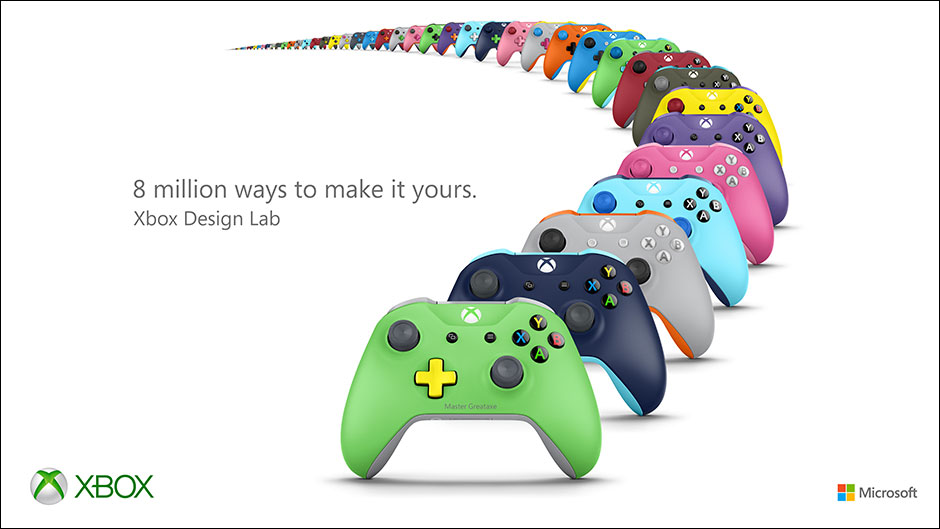 8 million ways to make it yours.
Xbox Design Lab
Y
X
B
A
Master Greataxe
XBOX
Microsoft